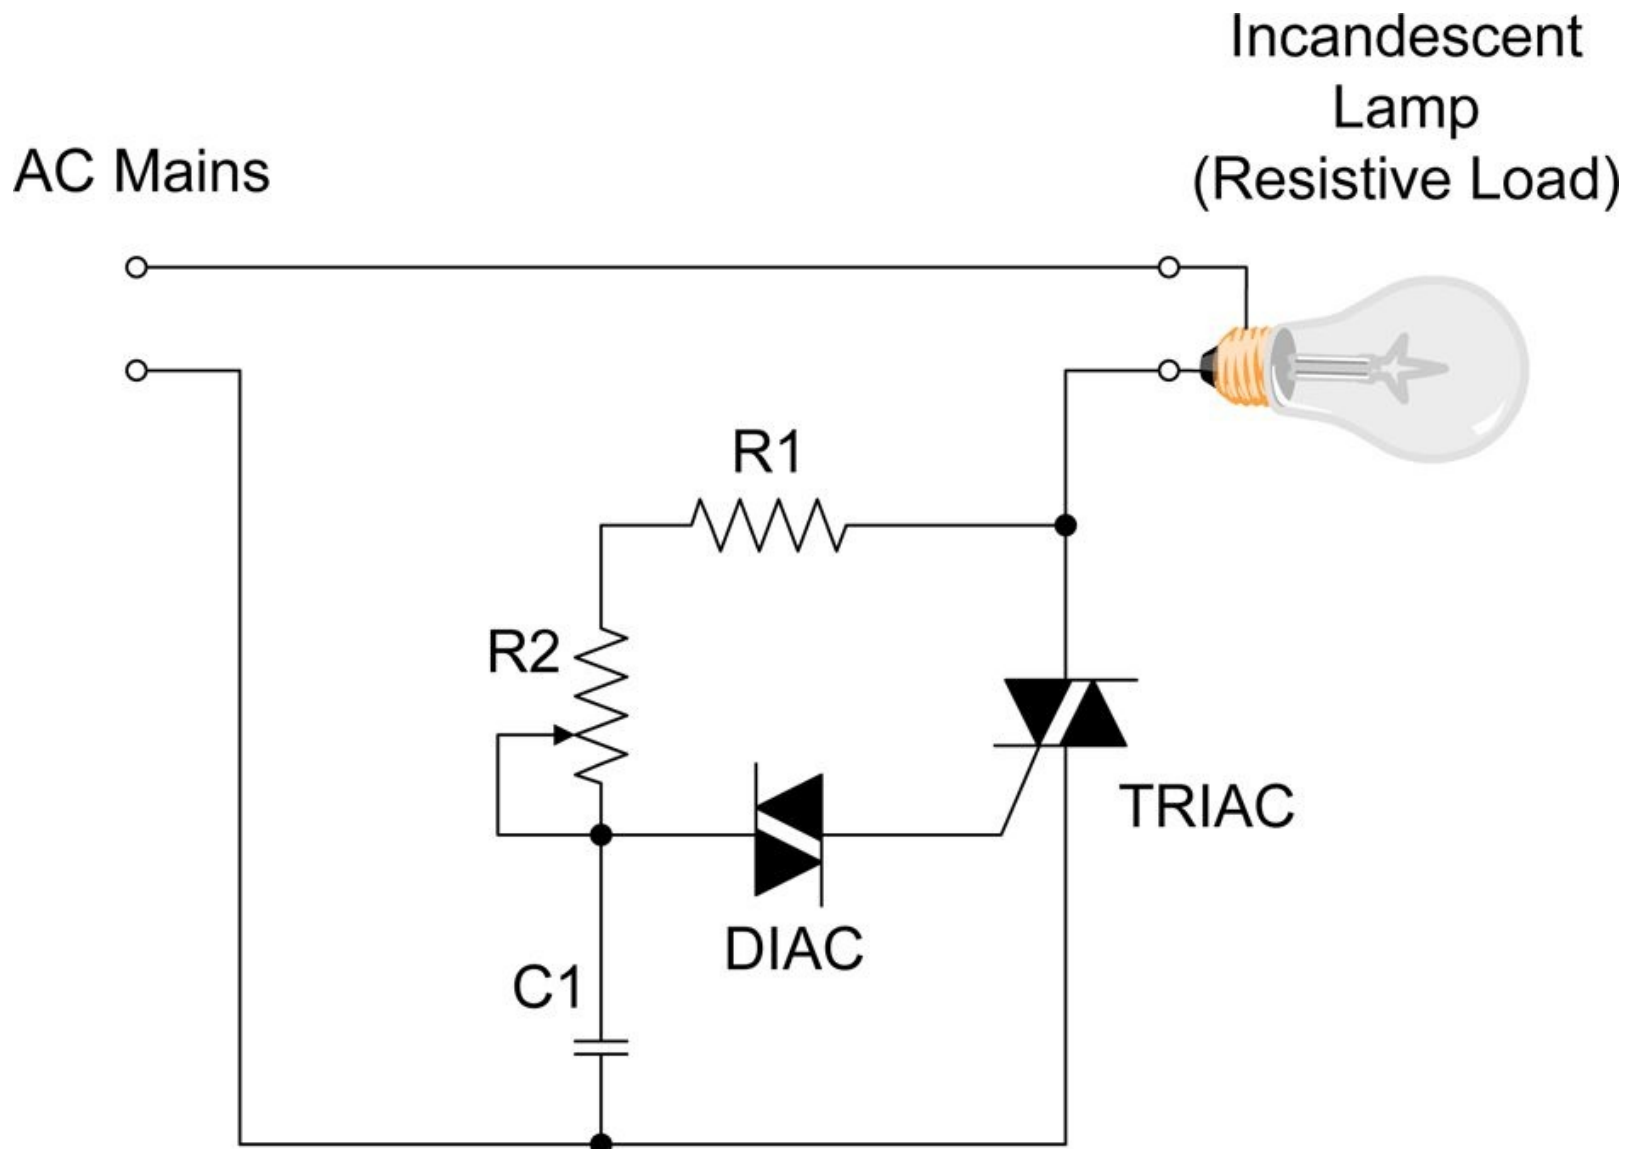 Incandescent
Lamp
(Resistive Load)
AC Mains
R1
R2
TRIAC
DIAC
C1